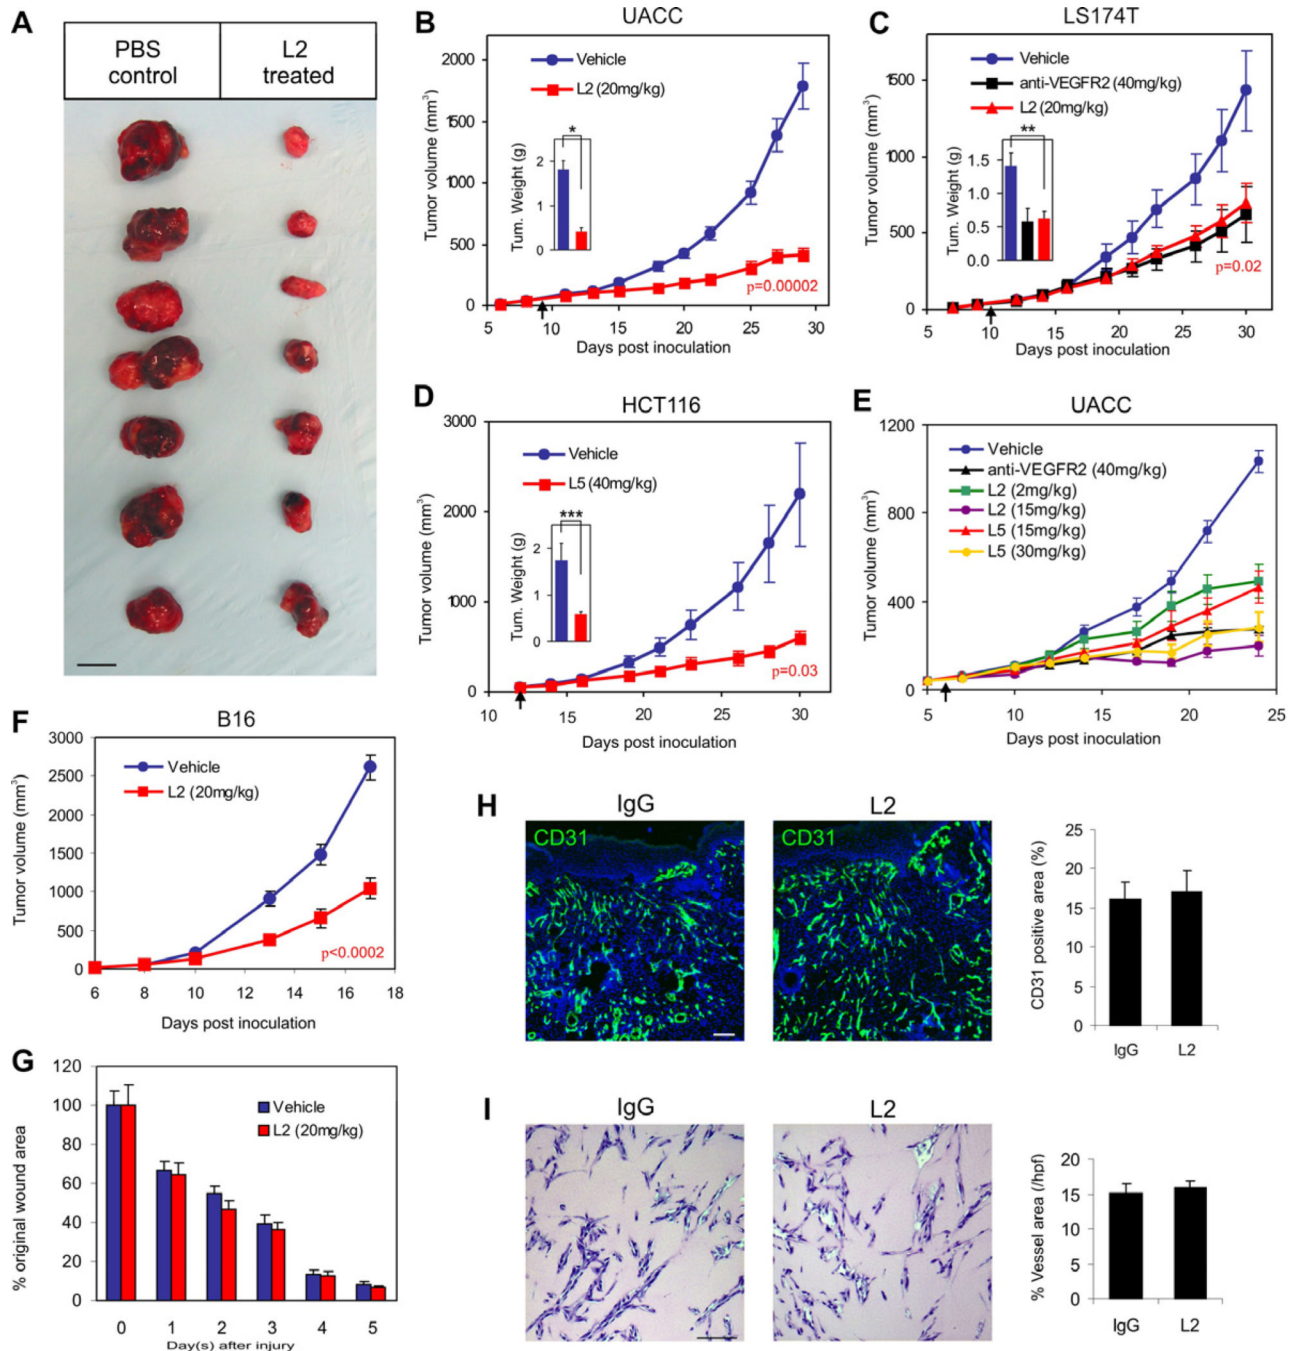 A
PBS
control
L2
treated
B
UACC
Tumor volume (mm³)
2000
1500
1000
500
0
Vehicle
L2 (20mg/kg)
Tum. Weight (g)
2
1
0
*
p=0.00002
5
10
15
20
25
30
Days post inoculation
C
LS174T
Tumor volume (mm³)
1500
1000
500
0
Vehicle
anti-VEGFR2 (40mg/kg)
L2 (20mg/kg)
Tum. Weight (g)
1.5
1.0
0.5
0.0
**
p=0.02
5
10
15
20
25
30
Days post inoculation
D
HCT116
Tumor volume (mm³)
3000
2000
1000
0
Vehicle
L5 (40mg/kg)
Tum. Weight (g)
2
1
0
***
p=0.03
10
15
20
25
30
Days post inoculation
E
UACC
Tumor volume (mm³)
1200
800
400
0
Vehicle
anti-VEGFR2 (40mg/kg)
L2 (2mg/kg)
L2 (15mg/kg)
L5 (15mg/kg)
L5 (30mg/kg)
5
10
15
20
25
Days post inoculation
F
B16
Tumor volume (mm³)
3000
2500
2000
1500
1000
500
0
Vehicle
L2 (20mg/kg)
p<0.0002
6
8
10
12
14
16
18
Days post inoculation
G
% original wound area
120
100
80
60
40
20
0
Vehicle
L2 (20mg/kg)
0
1
2
3
4
5
Day(s) after injury
H
IgG
L2
CD31
CD31
CD31 positive area (%)
25
20
15
10
5
0
IgG
L2
I
IgG
L2
% Vessel area (/hpf)
20
15
10
5
0
IgG
L2